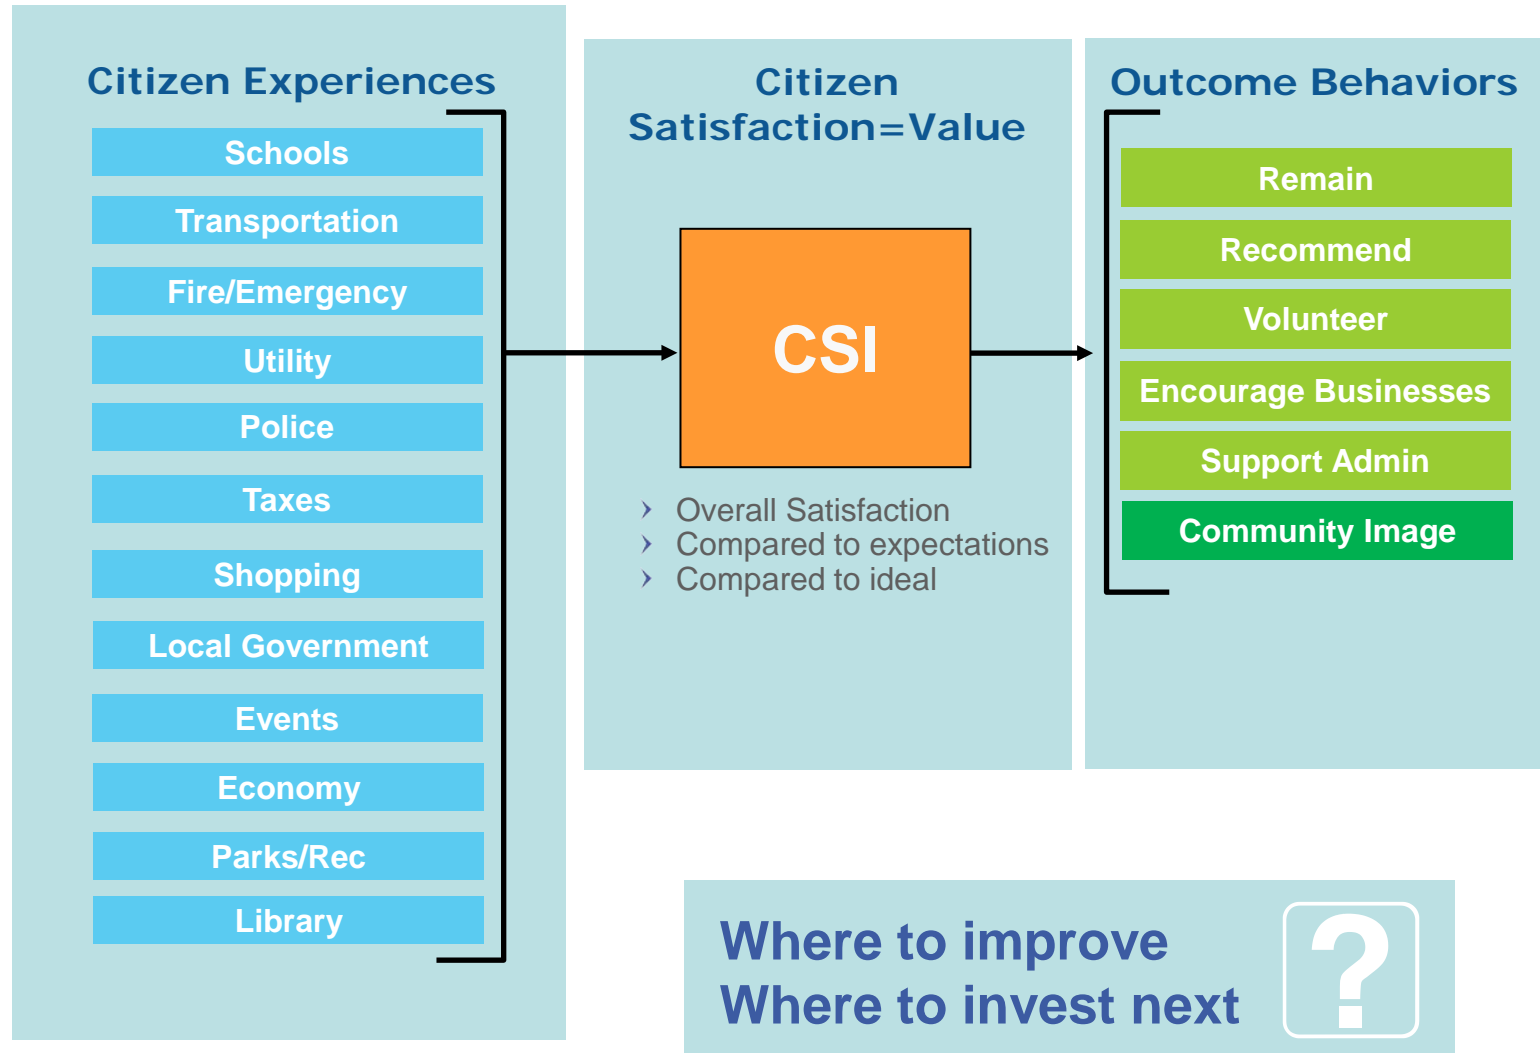 Citizen Experiences
Schools
Transportation
Fire/Emergency
Utility
Police
Taxes
Shopping
Local Government
Events
Economy
Parks/Rec
Library
Citizen
Satisfaction=Value
CSI
Overall Satisfaction
Compared to expectations
Compared to ideal
Outcome Behaviors
Remain
Recommend
Volunteer
Encourage Businesses
Support Admin
Community Image
Where to improve
Where to invest next
?